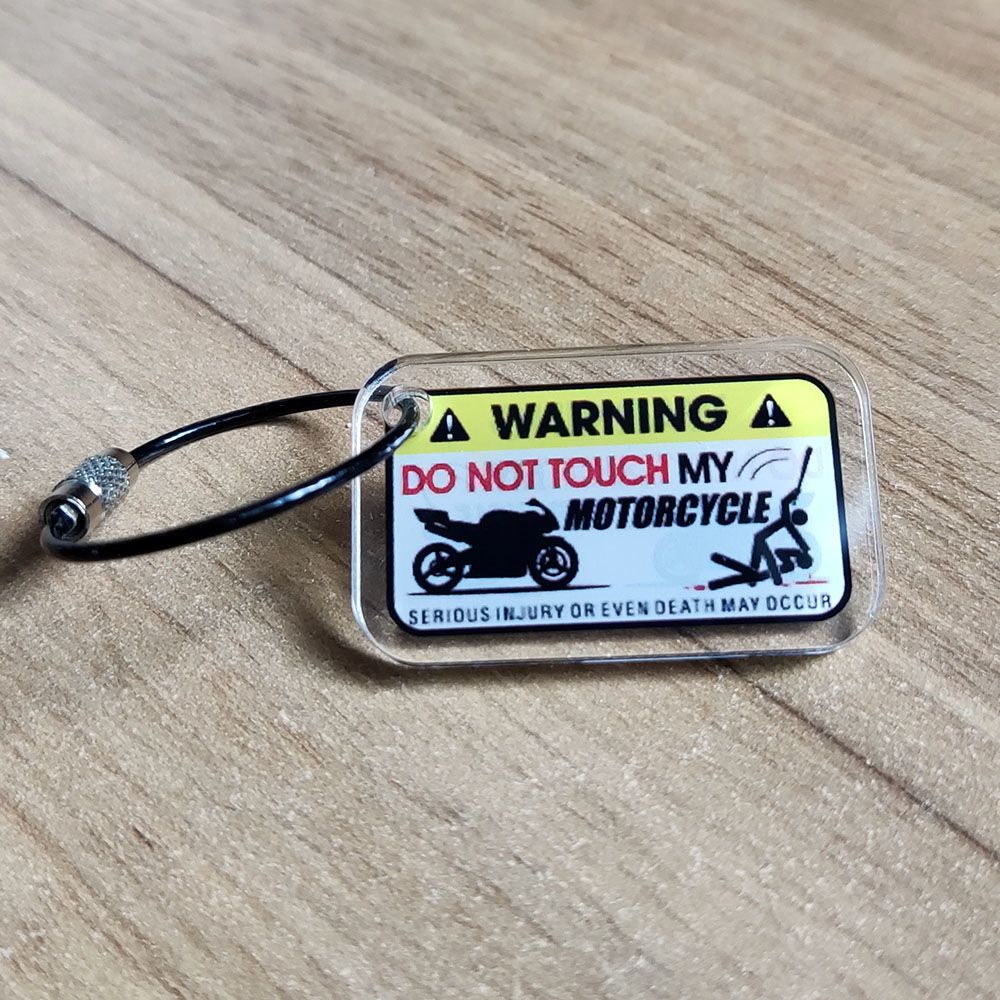 WARNING
DO NOT TOUCH MY
MOTORCYCLE
SERIOUS INJURY OR EVEN DEATH MAY OCCUR